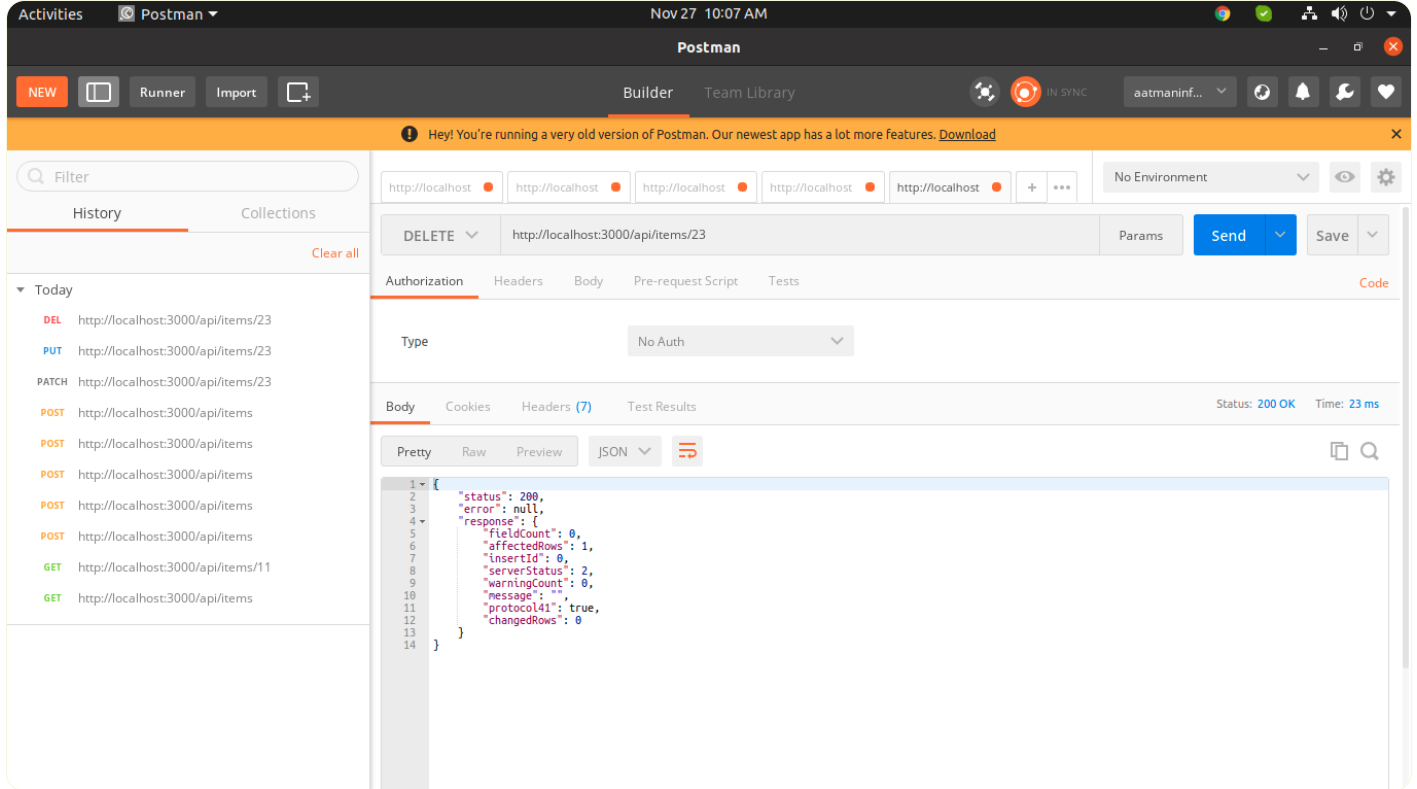 Activities Postman Nov 27 10:07 AM
Postman
NEW Runner Import Builder Team Library IN SYNC aatmaninf...
Hey! You're running a very old version of Postman. Our newest app has a lot more features. Download
Filter
http://localhost http://localhost http://localhost http://localhost http://localhost No Environment
History Collections
Clear all
DELETE http://localhost:3000/api/items/23 Params Send Save
Authorization Headers Body Pre-request Script Tests Code
Today
DEL http://localhost:3000/api/items/23
PUT http://localhost:3000/api/items/23
PATCH http://localhost:3000/api/items/23
POST http://localhost:3000/api/items
POST http://localhost:3000/api/items
POST http://localhost:3000/api/items
POST http://localhost:3000/api/items
POST http://localhost:3000/api/items
GET http://localhost:3000/api/items/11
GET http://localhost:3000/api/items
Type No Auth
Body Cookies Headers (7) Test Results Status: 200 OK Time: 23 ms
Pretty Raw Preview JSON
1 {
2 "status": 200,
3 "error": null,
4 "response": {
5 "fieldCount": 0,
6 "affectedRows": 1,
7 "insertId": 0,
8 "serverStatus": 2,
9 "warningCount": 0,
10 "message": "",
11 "protocol41": true,
12 "changedRows": 0
13 }
14 }